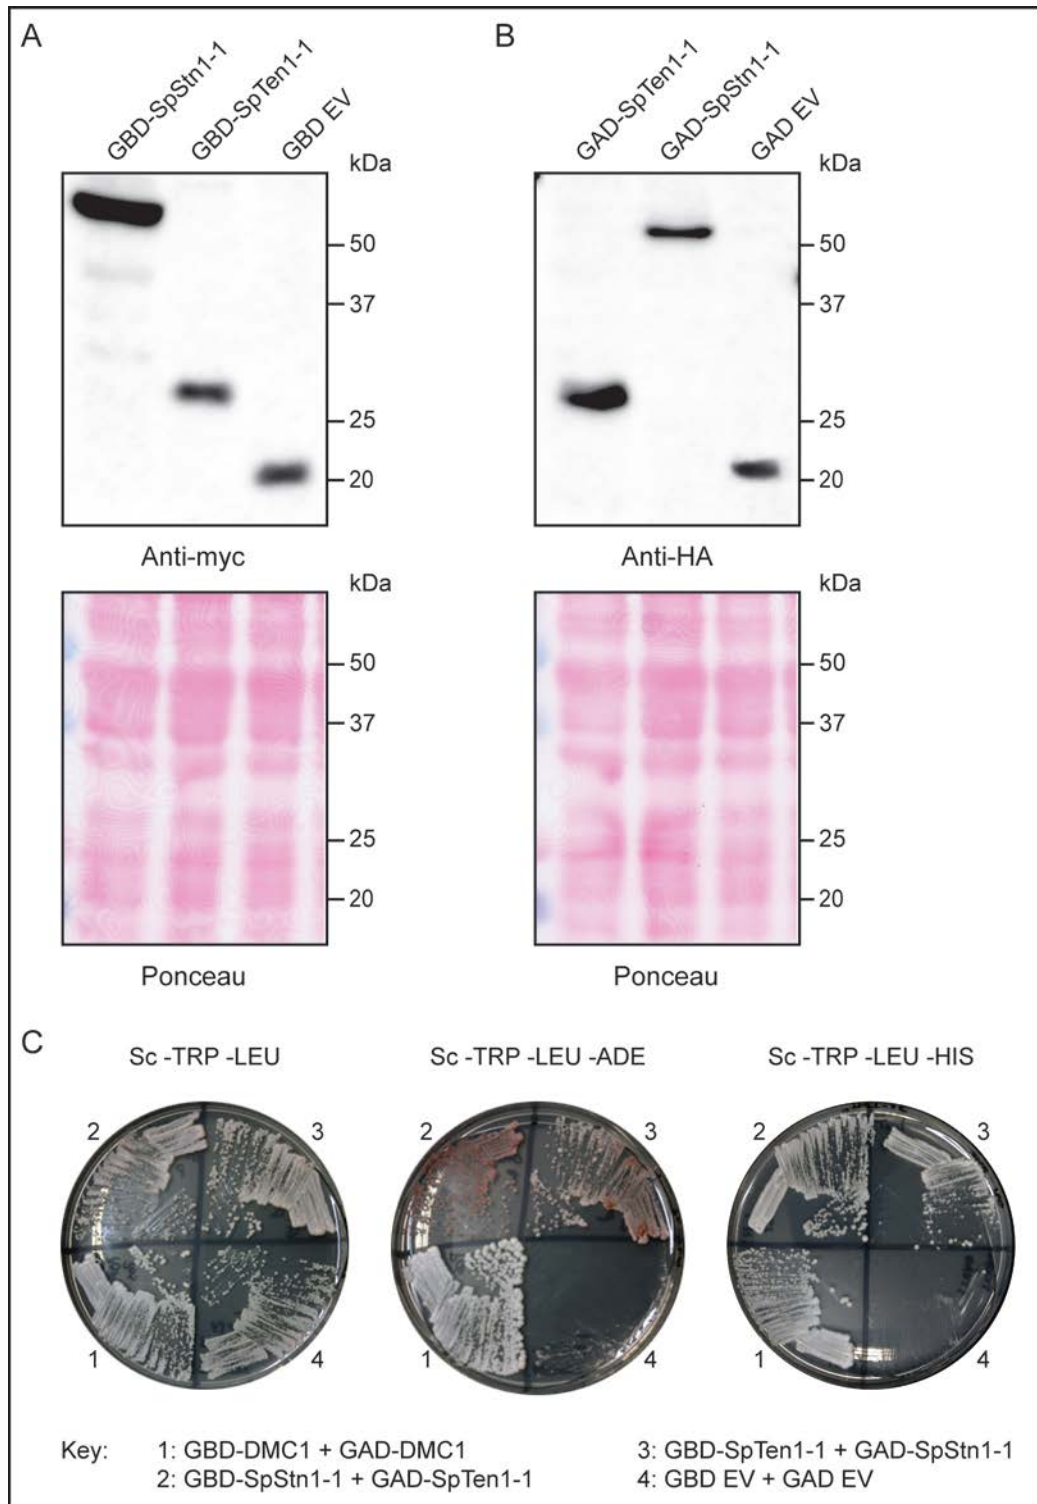 A
B
GBD-SpStn1-1
GBD-SpTen1-1
GBD EV
GAD-SpTen1-1
GAD-SpStn1-1
GAD EV
kDa
kDa
50
50
37
37
25
25
20
20
Anti-myc
Anti-HA
kDa
kDa
50
50
37
37
25
25
20
20
Ponceau
Ponceau
C
Sc -TRP -LEU
Sc -TRP -LEU -ADE
Sc -TRP -LEU -HIS
2
3
2
3
2
3
1
4
1
4
1
4
Key: 1: GBD-DMC1 + GAD-DMC1
3: GBD-SpTen1-1 + GAD-SpStn1-1
2: GBD-SpStn1-1 + GAD-SpTen1-1
4: GBD EV + GAD EV